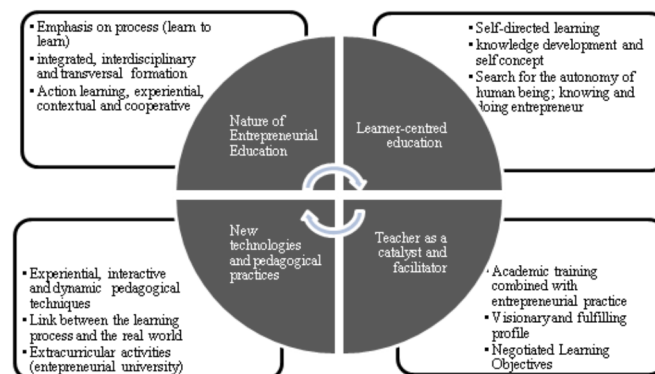 ▪ Emphasis on process (learn to
learn)
▪ integrated, interdisciplinary
and transversal formation
▪ Action learning, experiential,
contextual and cooperative
▪ Self-directed learning
▪ knowledge development and
self concept
▪ Search for the autonomy of
human being; knowing and
doing entrepreneur
Nature of
Entrepreneurial
Education
Learner-centred
education
New
technologies
and pedagogical
practices
Teacher as a
catalyst and
facilitator
▪ Experiential, interactive
and dynamic pedagogical
techniques
▪ Link between the learning
process and the real world
▪ Extracurricular activities
(entepreneurial university)
▪ Academic training
combined with
entrepreneurial practice
▪ Visionary and fulfilling
profile
▪ Negotiated Learning
Objectives